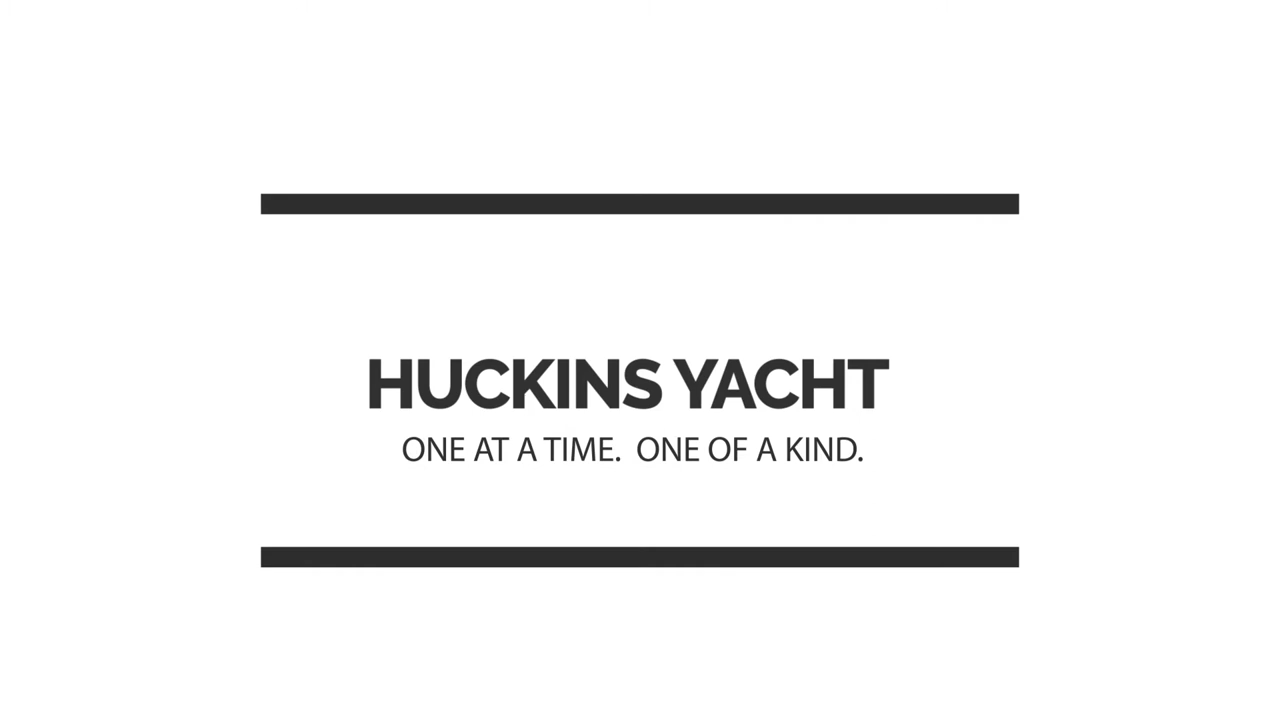 HUCKINS YACHT
ONE AT A TIME.  ONE OF A KIND.